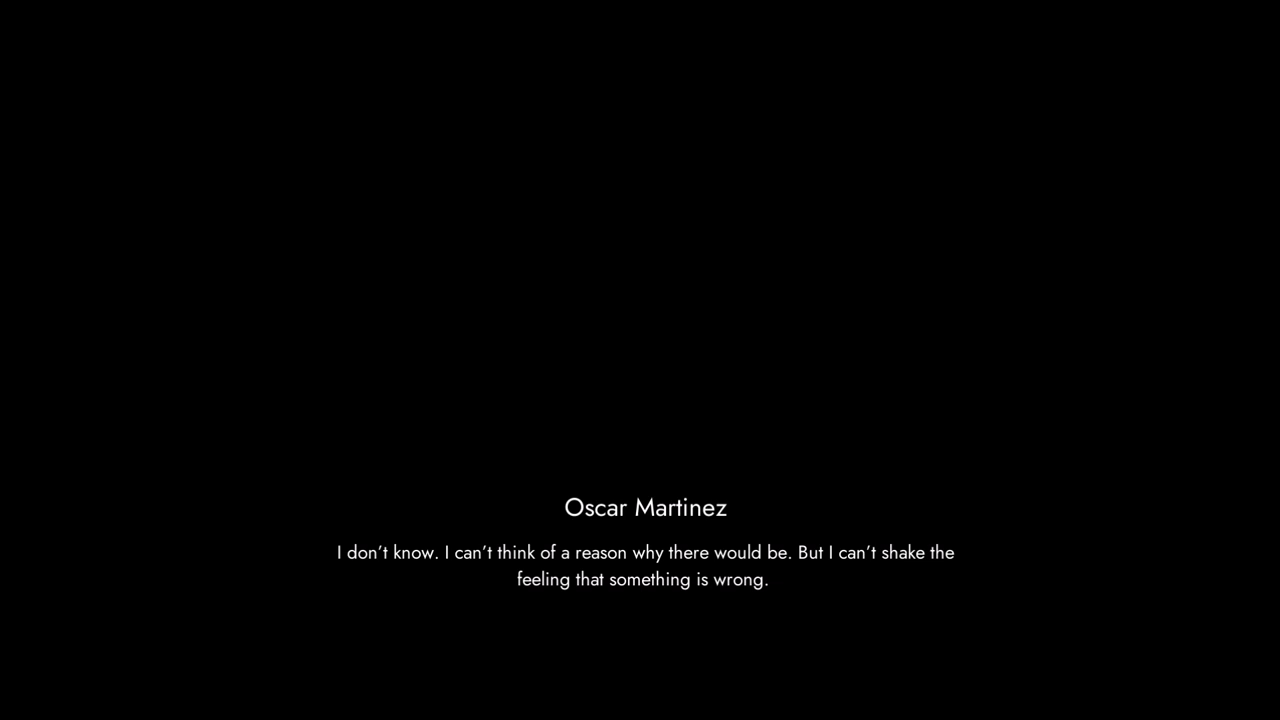 Oscar Martinez
I don’t know. I can’t think of a reason why there would be. But I can’t shake the
feeling that something is wrong.